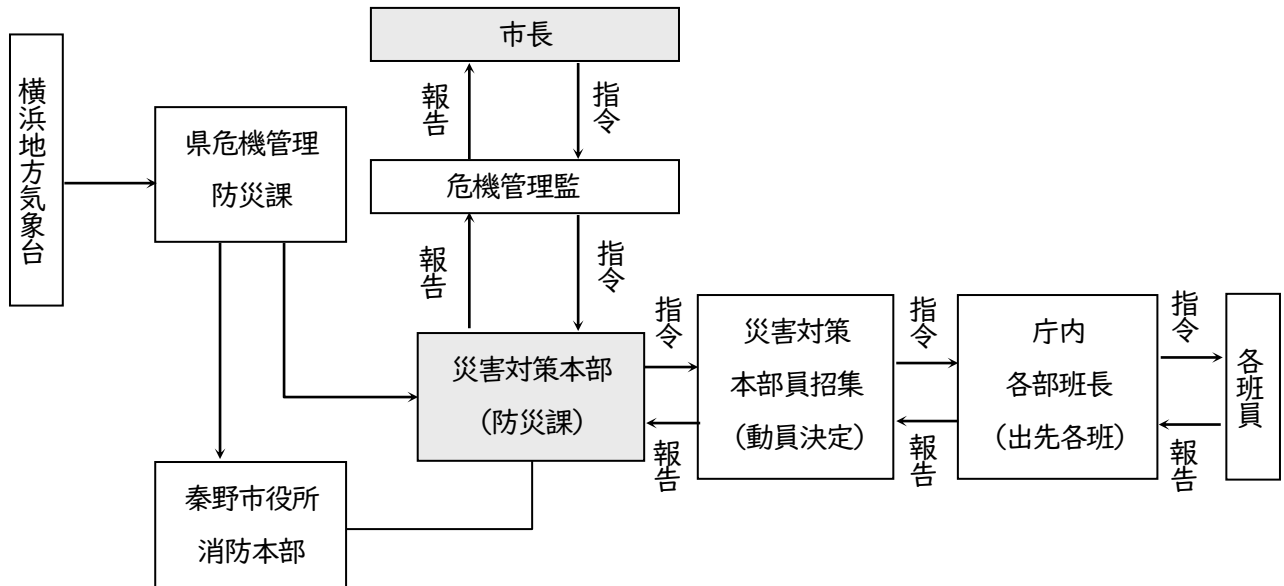 市長
横浜地方気象台
報告
指令
県危機管理
防災課
危機管理監
報告
指令
災害対策本部
（防災課）
指令
報告
災害対策
本部員招集
（動員決定）
指令
報告
庁内
各部班長
（出先各班）
指令
報告
各班員
秦野市役所
消防本部